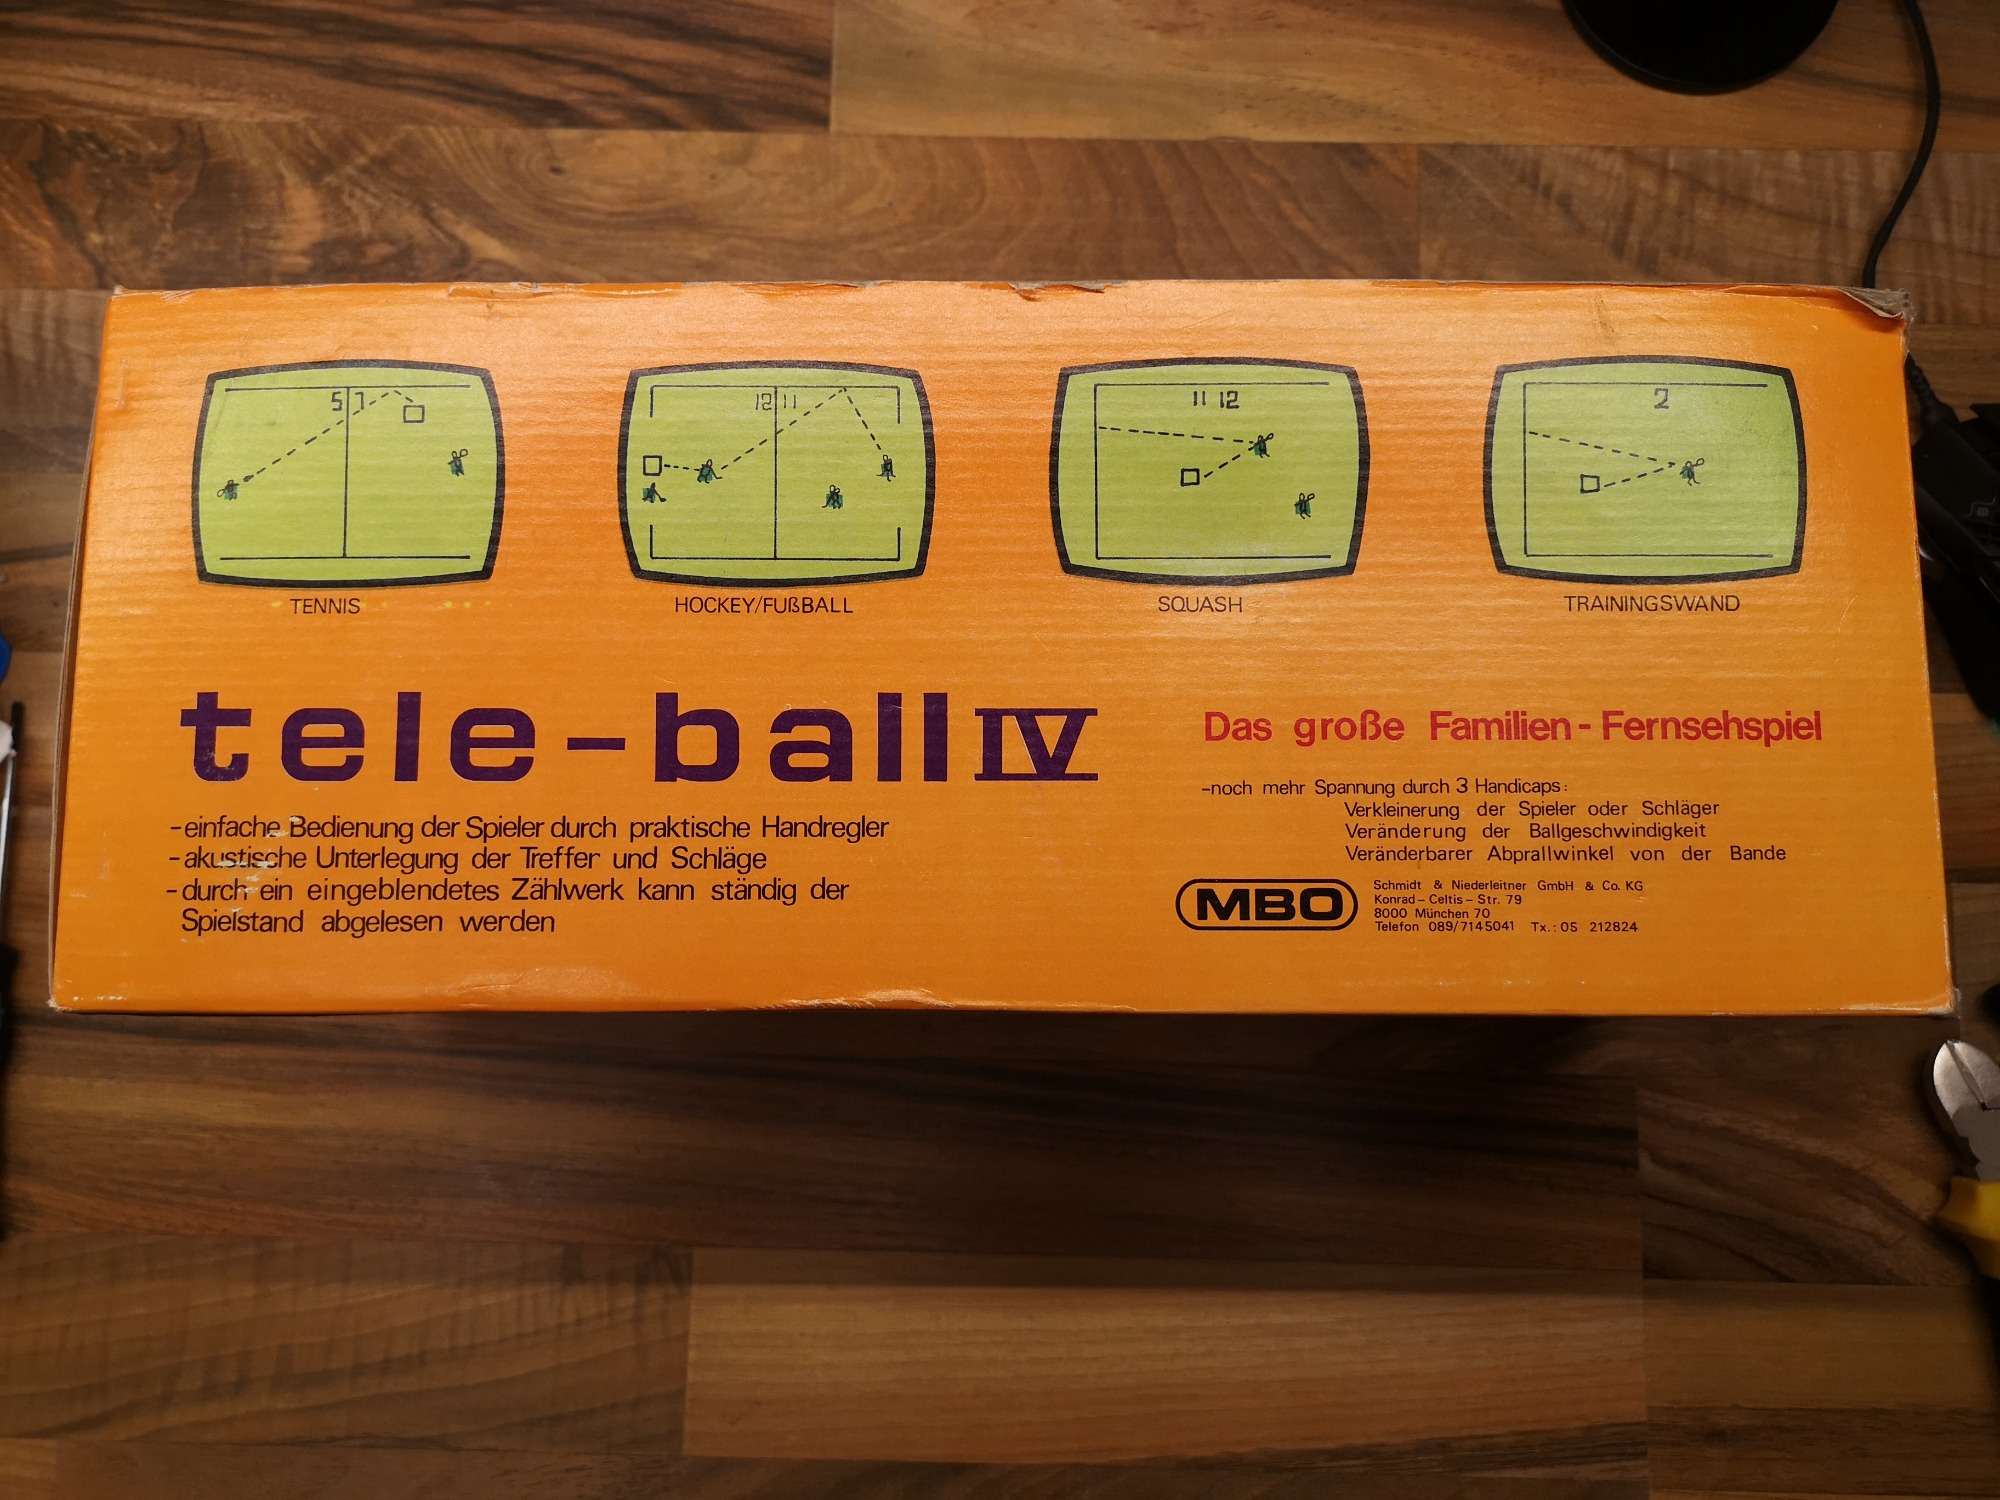 5 7
12 11
11 12
2
TENNIS
HOCKEY/FUßBALL
SQUASH
TRAININGSWAND
tele-ball IV
-einfache Bedienung der Spieler durch praktische Handregler
-akustische Unterlegung der Treffer und Schläge
-durch ein eingeblendetes Zählwerk kann ständig der
Spielstand abgelesen werden
Das große Familien-Fernsehspiel
-noch mehr Spannung durch 3 Handicaps:
Verkleinerung der Spieler oder Schläger
Veränderung der Ballgeschwindigkeit
Veränderbarer Abprallwinkel von der Bande
MBO
Schmidt & Niederleitner GmbH & Co. KG
Konrad-Celtis-Str. 79
8000 München 70
Telefon 089/7145041 Tx.: 05 212824